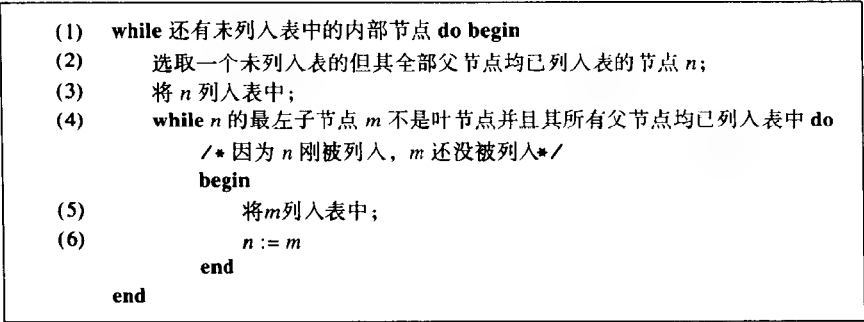 (1) while 还有未列入表中的内部节点 do begin
(2) 选取一个未列入表的但其全部父节点均已列入表的节点 n;
(3) 将 n 列入表中;
(4) while n 的最左子节点 m 不是叶节点并且其所有父节点均已列入表中 do
/* 因为 n 刚被列入，m 还没被列入*/
begin
(5) 将m列入表中;
(6) n := m
end
end